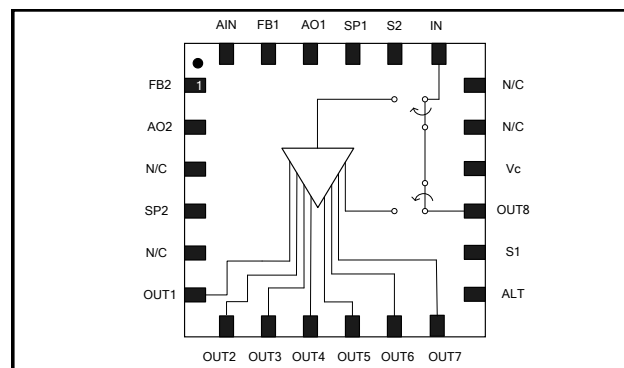 AIN FB1 AO1 SP1 S2 IN
FB2 1 N/C
AO2 N/C
N/C Vc
SP2 OUT8
N/C S1
OUT1 ALT
OUT2 OUT3 OUT4 OUT5 OUT6 OUT7